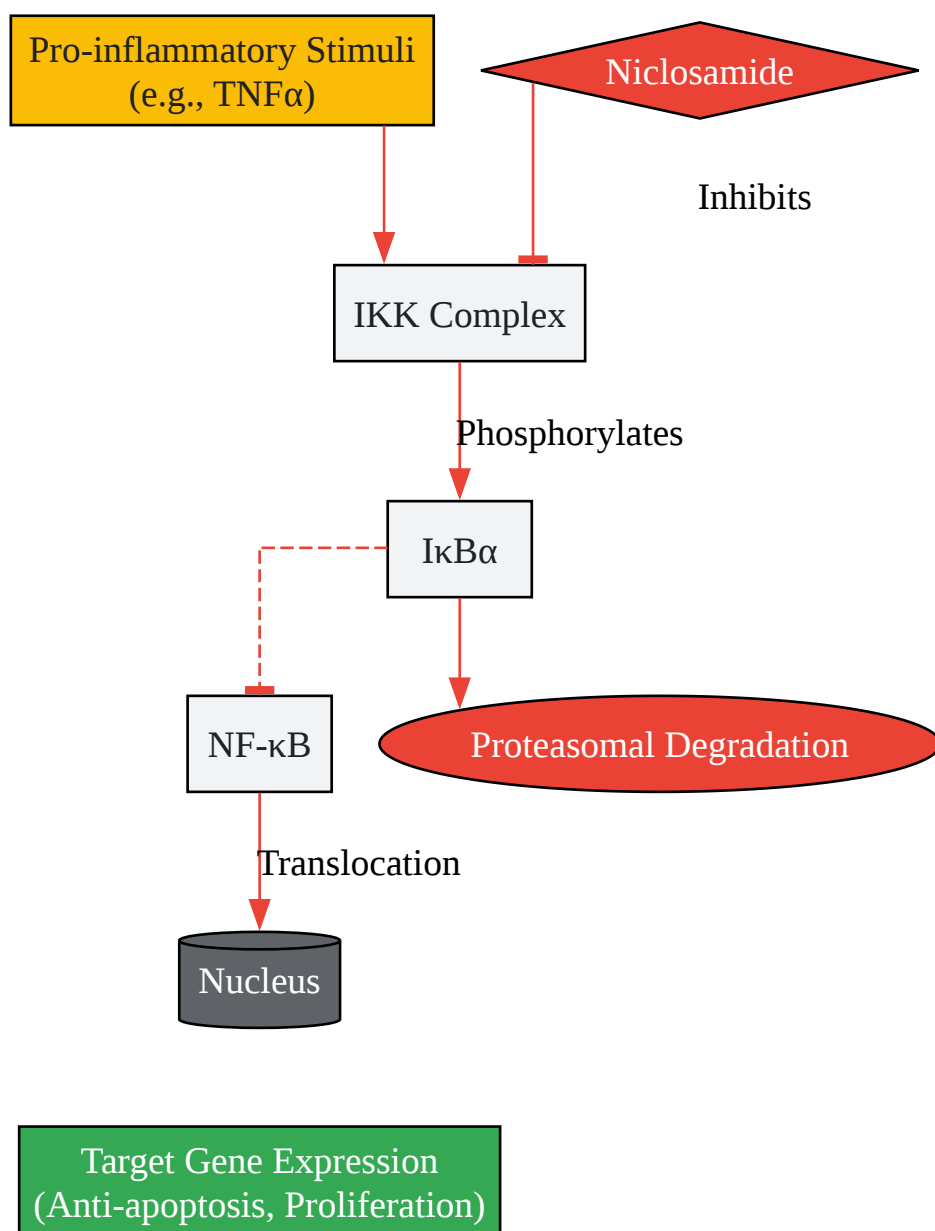 Pro-inflammatory Stimuli
(e.g., TNFα)
Niclosamide
Inhibits
IKK Complex
Phosphorylates
IκBα
NF-κB
Proteasomal Degradation
Translocation
Nucleus
Target Gene Expression
(Anti-apoptosis, Proliferation)